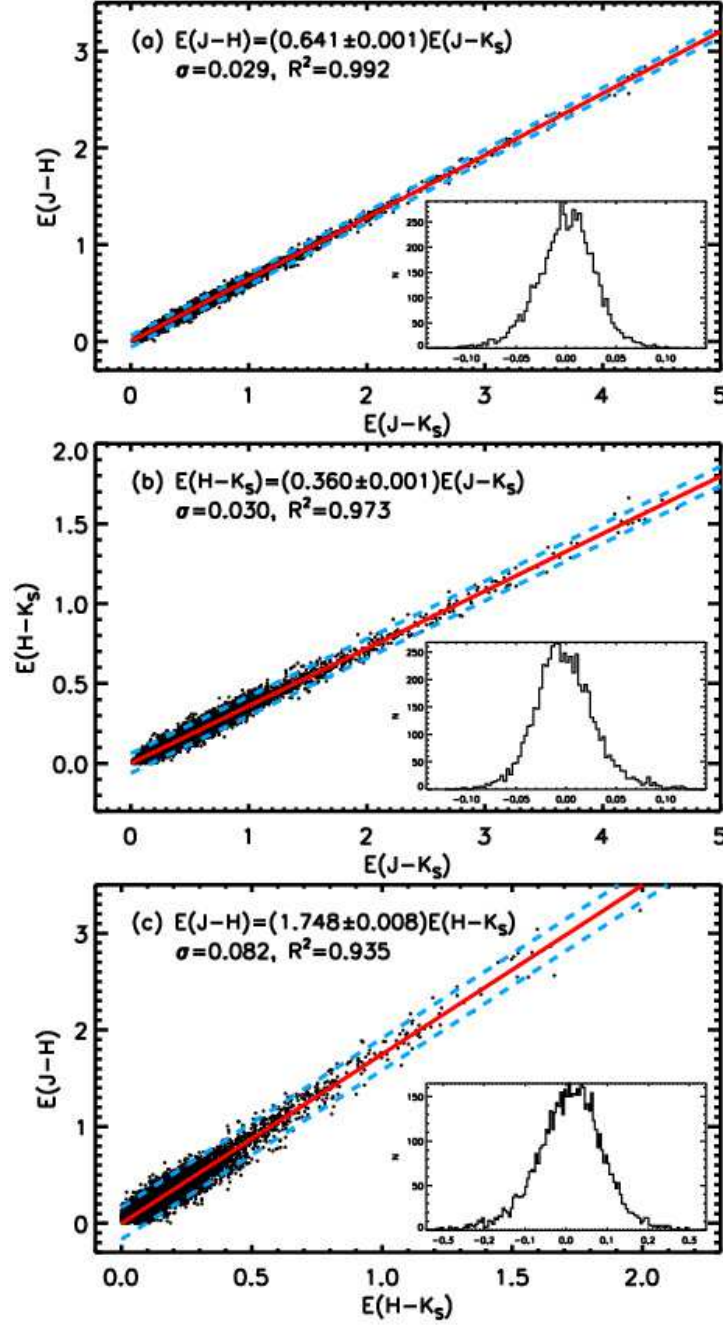 (a) E(J−H)=(0.641±0.001)E(J−Kₛ)
σ=0.029, R²=0.992
3
2
1
0
E(J−H)
250
200
150
100
50
0
N
−0.10 −0.05 0.00 0.05 0.10
0 1 2 3 4 5
E(J−Kₛ)
(b) E(H−Kₛ)=(0.360±0.001)E(J−Kₛ)
σ=0.030, R²=0.973
2.0
1.5
1.0
0.5
0.0
E(H−Kₛ)
250
200
150
100
50
0
N
−0.10 −0.05 0.00 0.05 0.10
0 1 2 3 4 5
E(J−Kₛ)
(c) E(J−H)=(1.748±0.008)E(H−Kₛ)
σ=0.082, R²=0.935
3
2
1
0
E(J−H)
150
100
50
0
N
−0.3 −0.2 −0.1 0.0 0.1 0.2 0.3
0.0 0.5 1.0 1.5 2.0
E(H−Kₛ)